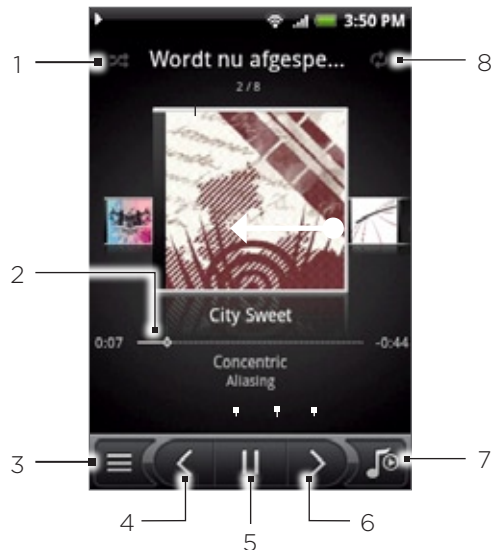 3:50 PM
1
Wordt nu afgespe...
8
2/8
2
City Sweet
0:07
-0:44
Concentric
Aliasing
3
7
4
5
6